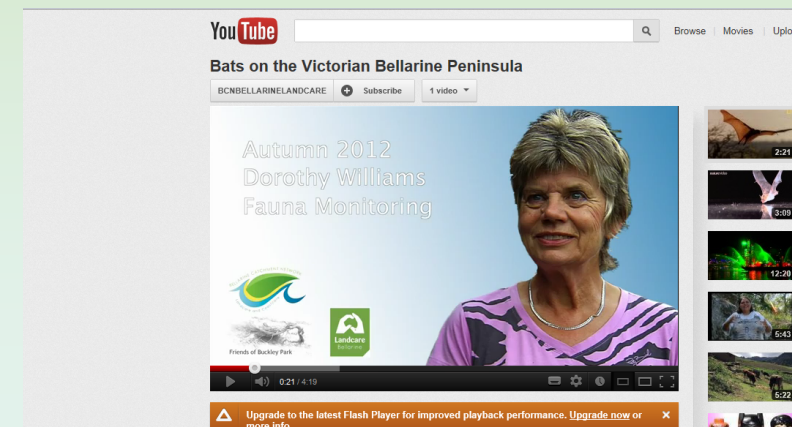 YouTube
Browse Movies Uplo
Bats on the Victorian Bellarine Peninsula
BCNBELLARINELANDCARE Subscribe 1 video
Autumn 2012
Dorothy Williams
Fauna Monitoring
2:21
3:09
12:20
5:43
Landcare
Bellarine
Friends of Buckley Park
0:21 / 4:19
5:22
Upgrade to the latest Flash Player for improved playback performance. Upgrade now or
more info